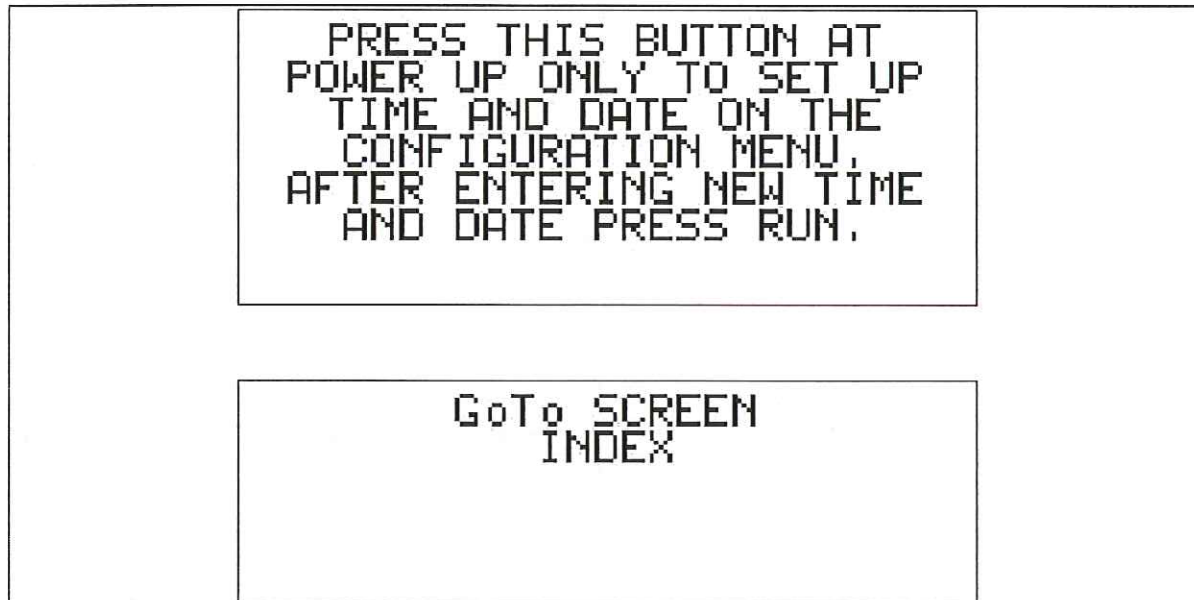 PRESS THIS BUTTON AT
POWER UP ONLY TO SET UP
TIME AND DATE ON THE
CONFIGURATION MENU.
AFTER ENTERING NEW TIME
AND DATE PRESS RUN.
GoTo SCREEN
INDEX